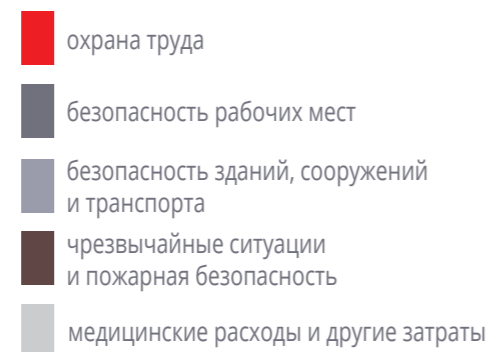 охрана труда
безопасность рабочих мест
безопасность зданий, сооружений
и транспорта
чрезвычайные ситуации
и пожарная безопасность
медицинские расходы и другие затраты